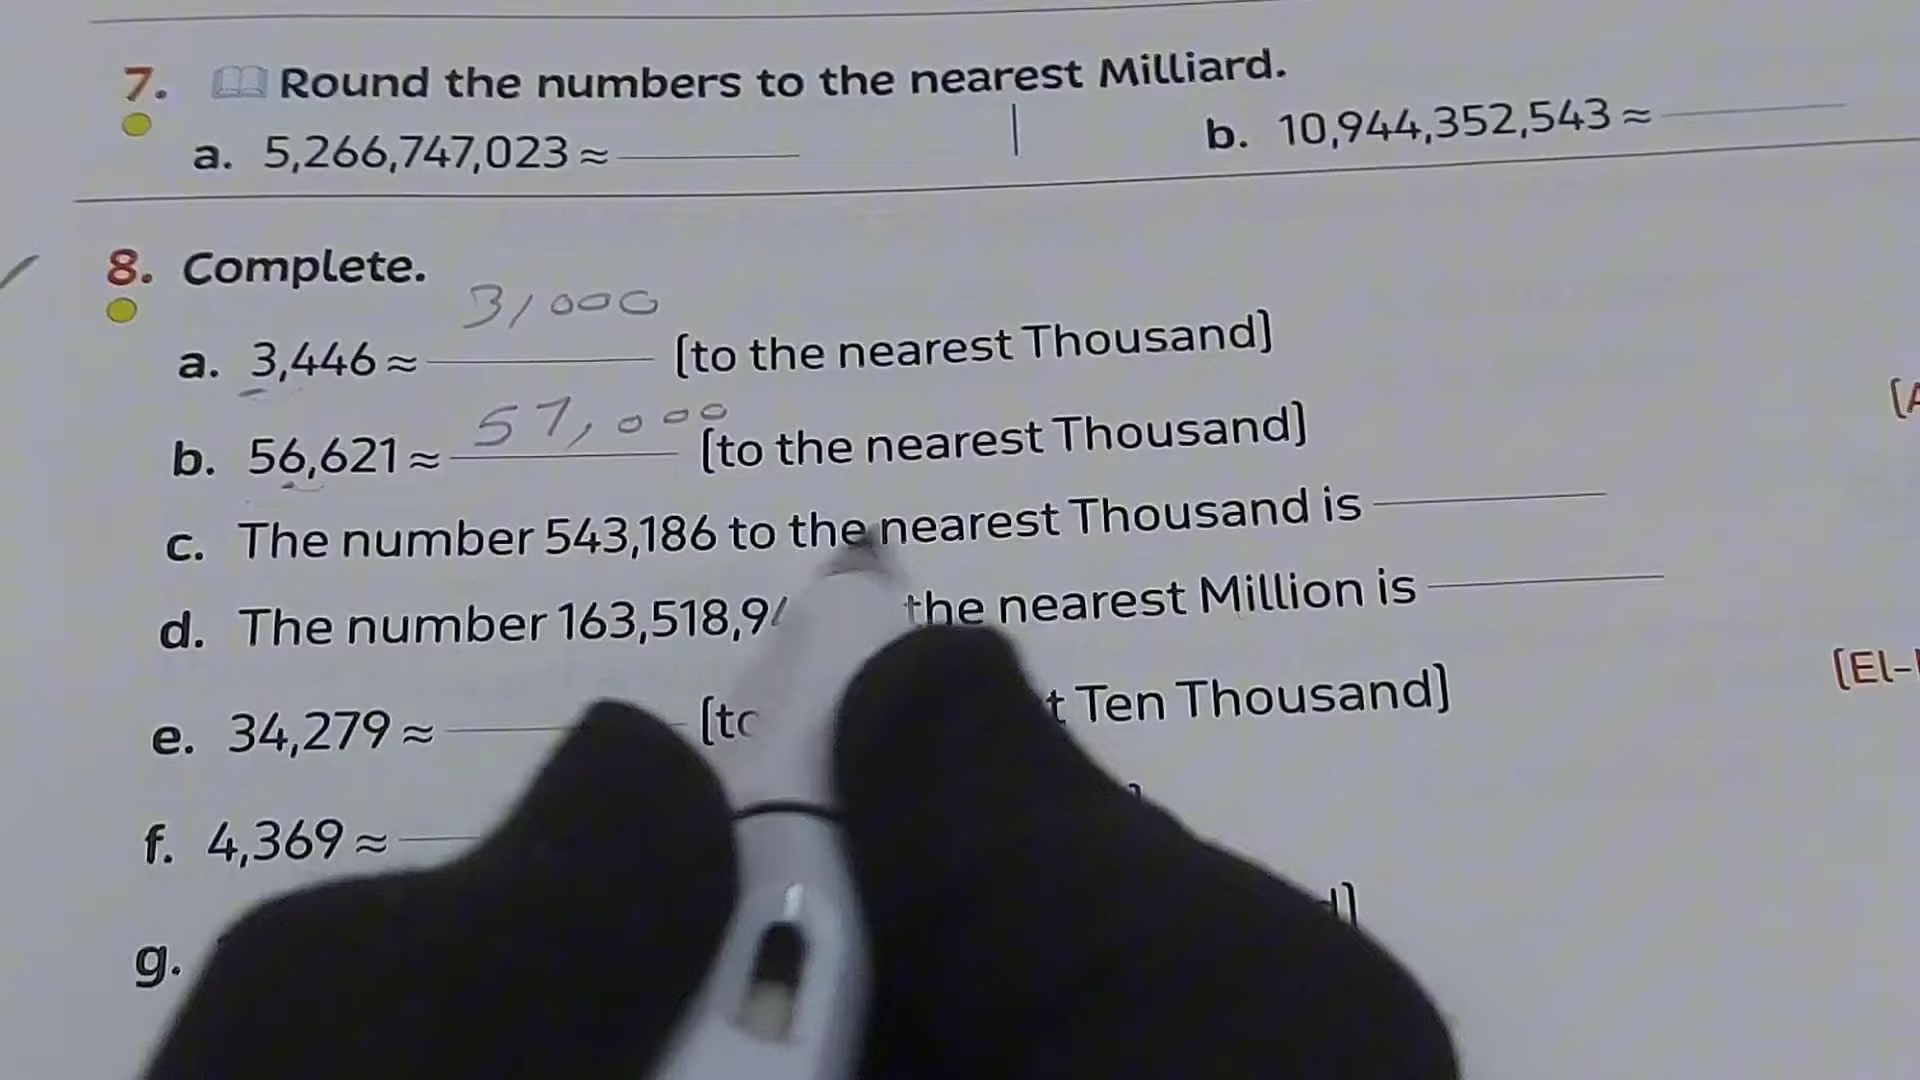 7. Round the numbers to the nearest Milliard.
a. 5,266,747,023 ≈
b. 10,944,352,543 ≈
8. Complete.
3,000
a. 3,446 ≈ [to the nearest Thousand]
57,000
b. 56,621 ≈ [to the nearest Thousand]
c. The number 543,186 to the nearest Thousand is
d. The number 163,518,9 the nearest Million is
e. 34,279 ≈ Ten Thousand]
f. 4,369 ≈
g.